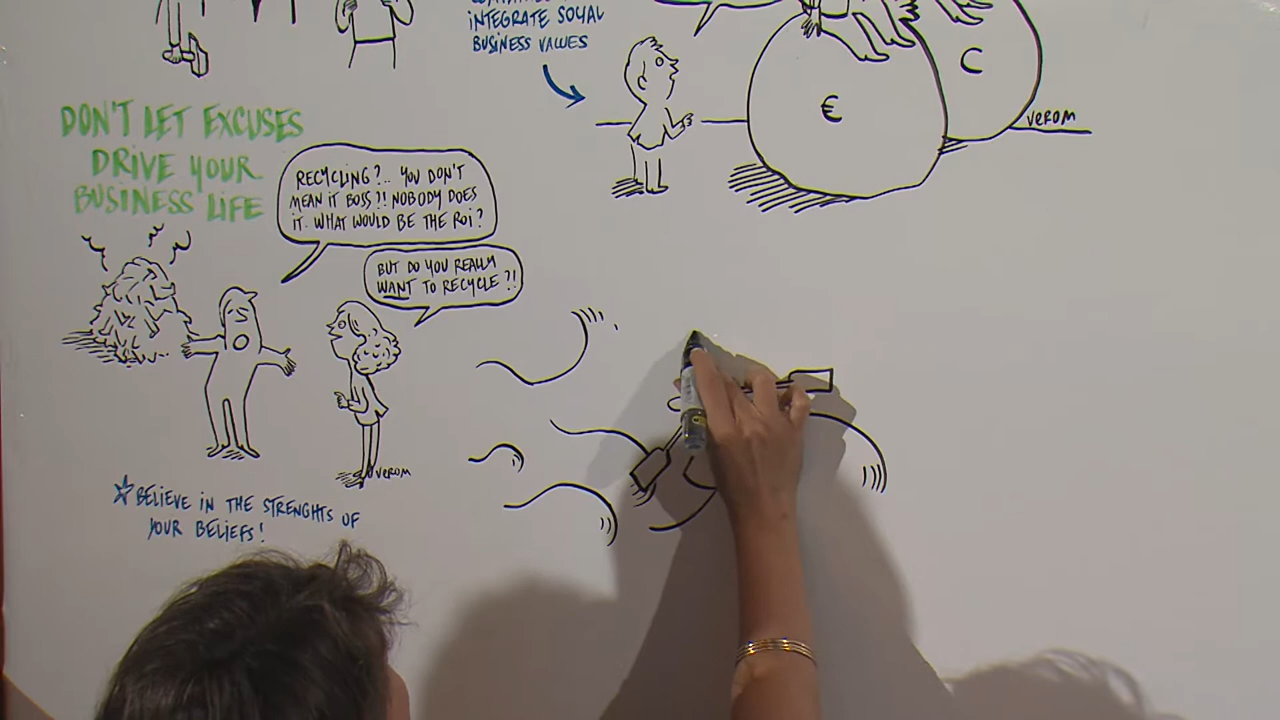 INTEGRATE SOCIAL
BUSINESS VALUES
€
C
VEROM
DON'T LET EXCUSES
DRIVE YOUR
BUSINESS LIFE
RECYCLING?.. YOU DON'T
MEAN IT BOSS?! NOBODY DOES
IT. WHAT WOULD BE THE ROI?
BUT DO YOU REALLY
WANT TO RECYCLE?!
VEROM
BELIEVE IN THE STRENGHTS OF
YOUR BELIEFS!